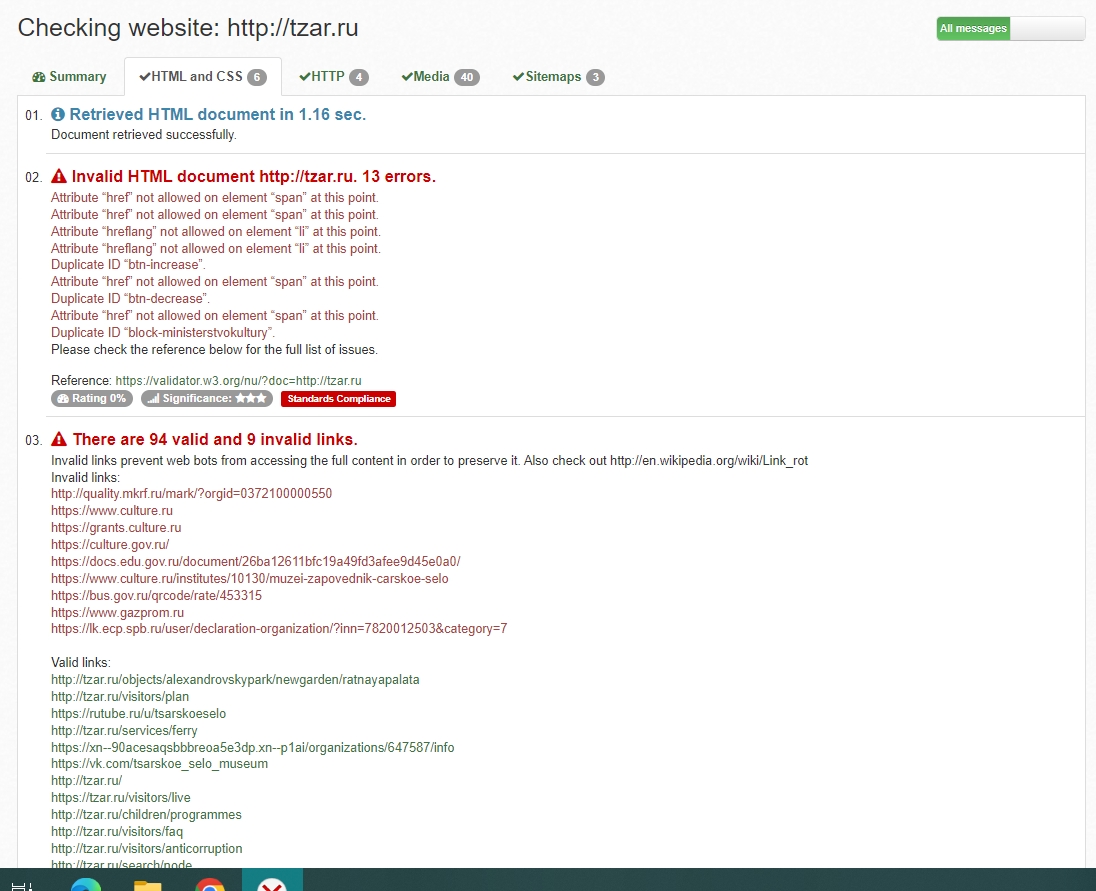 Checking website: http://tzar.ru
All messages
Summary
HTML and CSS 6
HTTP 4
Media 40
Sitemaps 3
01. Retrieved HTML document in 1.16 sec.
Document retrieved successfully.
02. Invalid HTML document http://tzar.ru. 13 errors.
Attribute “href” not allowed on element “span” at this point.
Attribute “href” not allowed on element “span” at this point.
Attribute “hreflang” not allowed on element “li” at this point.
Attribute “hreflang” not allowed on element “li” at this point.
Duplicate ID “btn-increase”.
Attribute “href” not allowed on element “span” at this point.
Duplicate ID “btn-decrease”.
Attribute “href” not allowed on element “span” at this point.
Duplicate ID “block-ministerstvokultury”.
Please check the reference below for the full list of issues.
Reference: https://validator.w3.org/nu/?doc=http://tzar.ru
Rating 0% Significance: ★★★ Standards Compliance
03. There are 94 valid and 9 invalid links.
Invalid links prevent web bots from accessing the full content in order to preserve it. Also check out http://en.wikipedia.org/wiki/Link_rot
Invalid links:
http://quality.mkrf.ru/mark/?orgid=0372100000550
https://www.culture.ru
https://grants.culture.ru
https://culture.gov.ru/
https://docs.edu.gov.ru/document/26ba12611bfc19a49fd3afee9d45e0a0/
https://www.culture.ru/institutes/10130/muzei-zapovednik-carskoe-selo
https://bus.gov.ru/qrcode/rate/453315
https://www.gazprom.ru
https://lk.ecp.spb.ru/user/declaration-organization/?inn=7820012503&category=7
Valid links:
http://tzar.ru/objects/alexandrovskypark/newgarden/ratnayapalata
http://tzar.ru/visitors/plan
https://rutube.ru/u/tsarskoeselo
http://tzar.ru/services/ferry
https://xn--90acesaqsbbbreoa5e3dp.xn--p1ai/organizations/647587/info
https://vk.com/tsarskoe_selo_museum
http://tzar.ru/
https://tzar.ru/visitors/live
http://tzar.ru/children/programmes
http://tzar.ru/visitors/faq
http://tzar.ru/visitors/anticorruption
http://tzar.ru/search/node